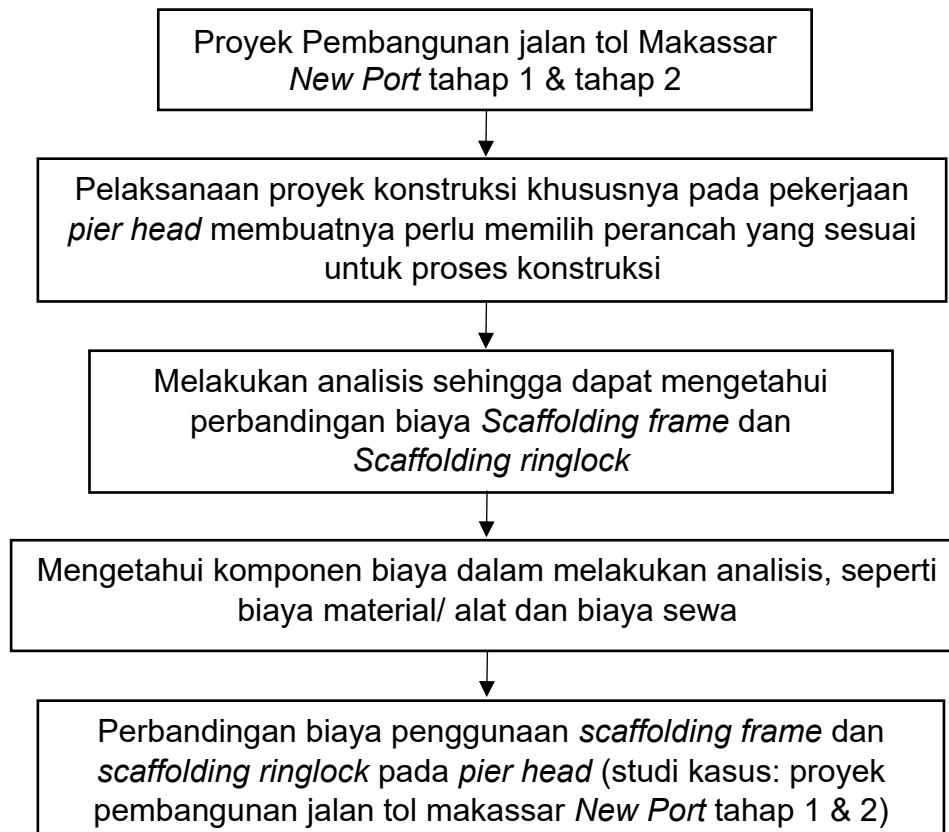 Proyek Pembangunan jalan tol Makassar
New Port tahap 1 & tahap 2
Pelaksanaan proyek konstruksi khususnya pada pekerjaan
pier head membuatnya perlu memilih perancah yang sesuai
untuk proses konstruksi
Melakukan analisis sehingga dapat mengetahui
perbandingan biaya Scaffolding frame dan
Scaffolding ringlock
Mengetahui komponen biaya dalam melakukan analisis, seperti
biaya material/ alat dan biaya sewa
Perbandingan biaya penggunaan scaffolding frame dan
scaffolding ringlock pada pier head (studi kasus: proyek
pembangunan jalan tol makassar New Port tahap 1 & 2)